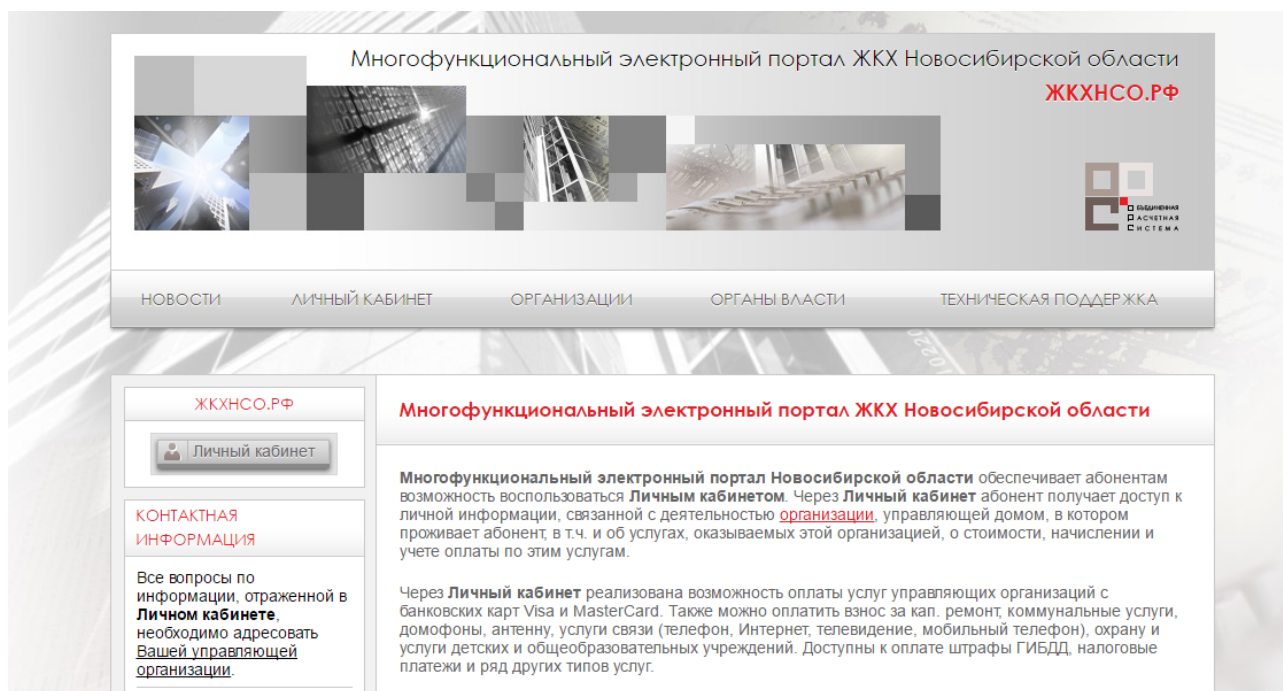 Многофункциональный электронный портал ЖКХ Новосибирской области
ЖКХНСО.РФ
ОБЪЕДИНЕННАЯ
РАСЧЕТНАЯ
СИСТЕМА
НОВОСТИ
ЛИЧНЫЙ КАБИНЕТ
ОРГАНИЗАЦИИ
ОРГАНЫ ВЛАСТИ
ТЕХНИЧЕСКАЯ ПОДДЕРЖКА
ЖКХНСО.РФ
Личный кабинет
КОНТАКТНАЯ
ИНФОРМАЦИЯ
Все вопросы по
информации, отраженной в
Личном кабинете,
необходимо адресовать
Вашей управляющей
организации.
Многофункциональный электронный портал ЖКХ Новосибирской области
Многофункциональный электронный портал Новосибирской области обеспечивает абонентам
возможность воспользоваться Личным кабинетом. Через Личный кабинет абонент получает доступ к
личной информации, связанной с деятельностью организации, управляющей домом, в котором
проживает абонент, в т.ч. и об услугах, оказываемых этой организацией, о стоимости, начислении и
учете оплаты по этим услугам.
Через Личный кабинет реализована возможность оплаты услуг управляющих организаций с
банковских карт Visa и MasterCard. Также можно оплатить взнос за кап. ремонт, коммунальные услуги,
домофоны, антенну, услуги связи (телефон, Интернет, телевидение, мобильный телефон), охрану и
услуги детских и общеобразовательных учреждений. Доступны к оплате штрафы ГИБДД, налоговые
платежи и ряд других типов услуг.